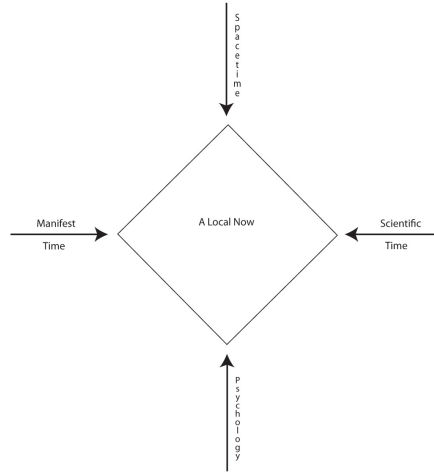 Spacetime
A Local Now
Manifest
Time
Scientific
Time
Psychology